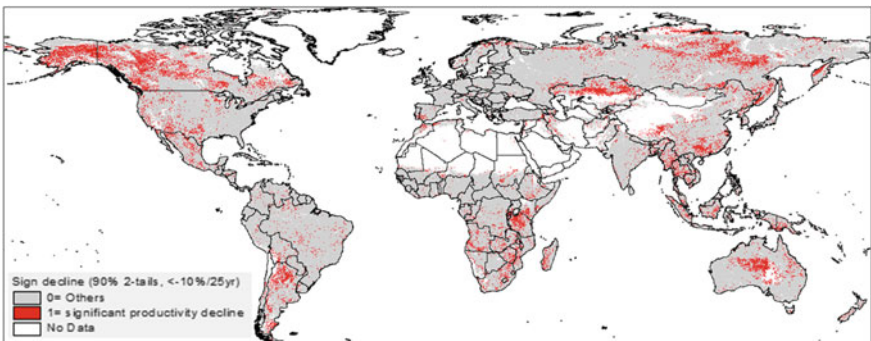 Sign decline (90% 2-tails, <-10%/25yr)
0= Others
1= significant productivity decline
No Data